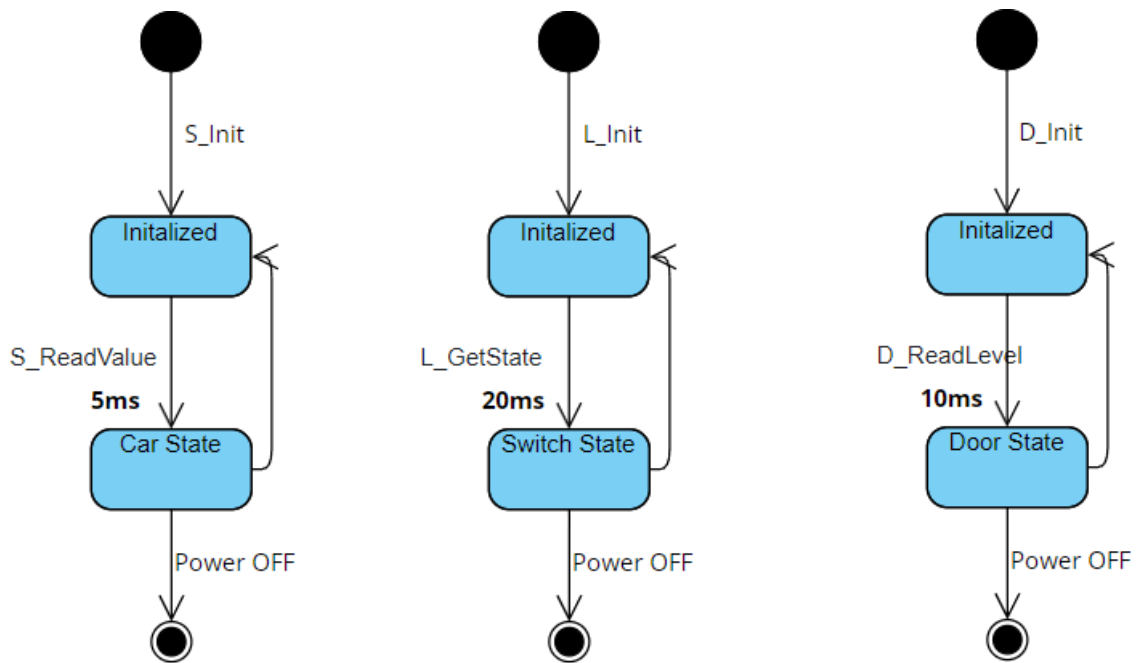 S_Init
Initalized
S_ReadValue
5ms
Car State
Power OFF
L_Init
Initalized
L_GetState
20ms
Switch State
Power OFF
D_Init
Initalized
D_ReadLevel
10ms
Door State
Power OFF